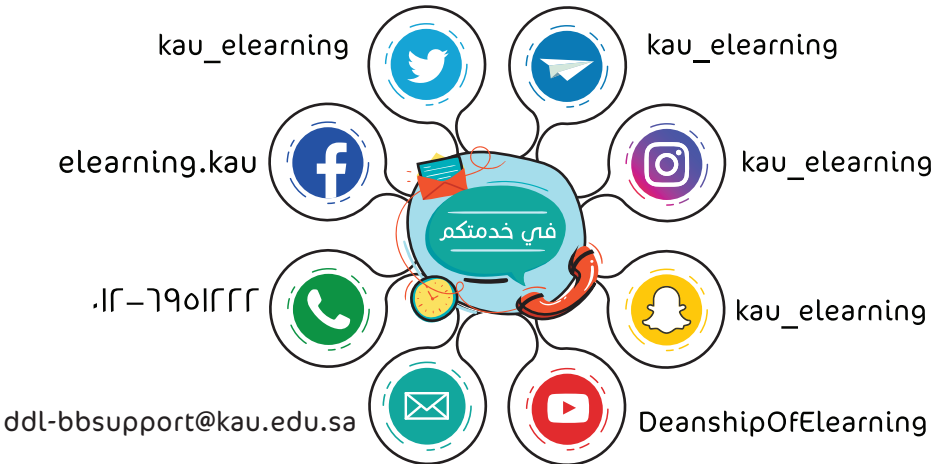 kau_elearning
kau_elearning
elearning.kau
kau_elearning
في خدمتكم
٠١٢-٦٩٥١٢٢٢
kau_elearning
ddl-bbsupport@kau.edu.sa
DeanshipOfElearning